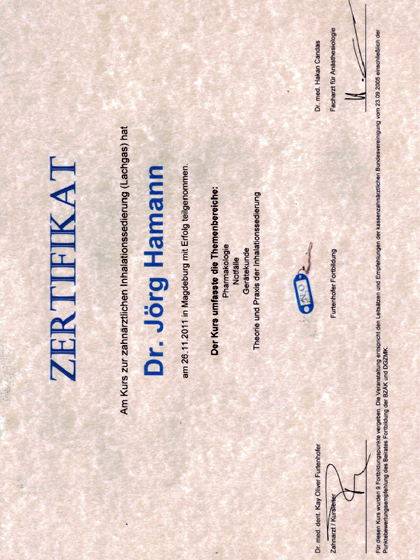 ZERTIFIKAT
Am Kurs zur zahnärztlichen Inhalationssedierung (Lachgas) hat
Dr. Jörg Hamann
am 26.11.2011 in Magdeburg mit Erfolg teilgenommen.
Der Kurs umfasste die Themenbereiche:
Pharmakologie
Notfälle
Gerätekunde
Theorie und Praxis der Inhalationssedierung
Dr. med. dent. Kay Oliver Furtenhofer
Zahnarzt / Kursleiter
Furtenhofer Fortbildung
Dr. med. Hakan Candas
Facharzt für Anästhesiologie
Für diesen Kurs wurden 9 Fortbildungspunkte vergeben. Die Veranstaltung entspricht den Leitsätzen und Empfehlungen der kassenzahnärztlichen Bundesvereinigung vom 23.09.2005 einschließlich der
Punktebewertungsempfehlung des Beirates Fortbildung der BZÄK und DGZMK